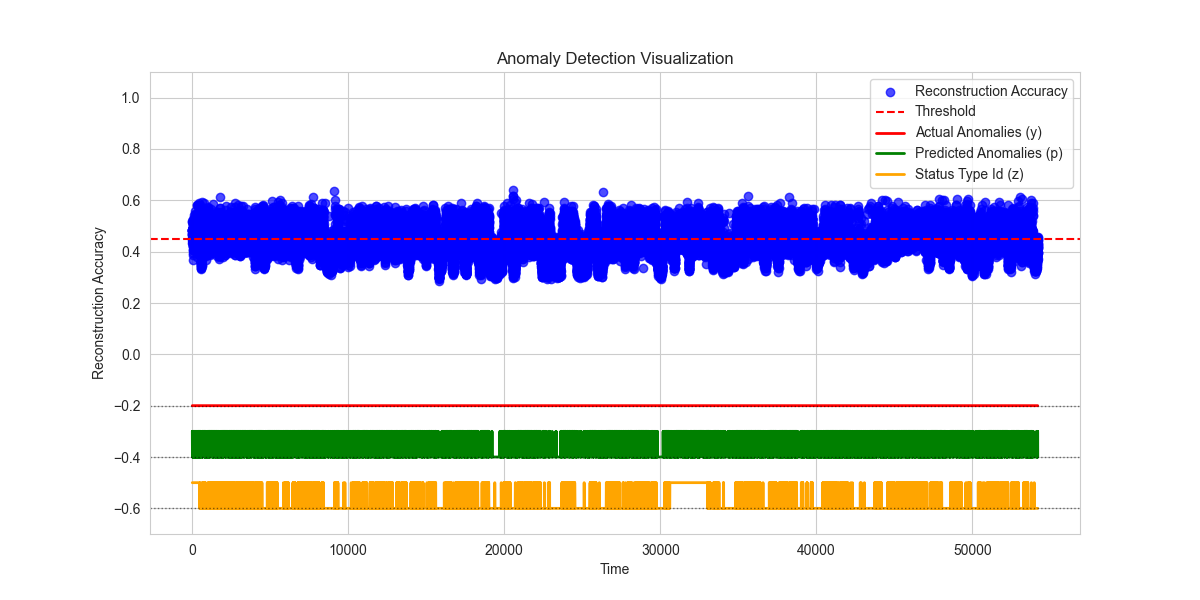 Anomaly Detection Visualization
Reconstruction Accuracy
Threshold
Actual Anomalies (y)
Predicted Anomalies (p)
Status Type Id (z)
Reconstruction Accuracy
1.0
0.8
0.6
0.4
0.2
0.0
−0.2
−0.4
−0.6
0 10000 20000 30000 40000 50000
Time